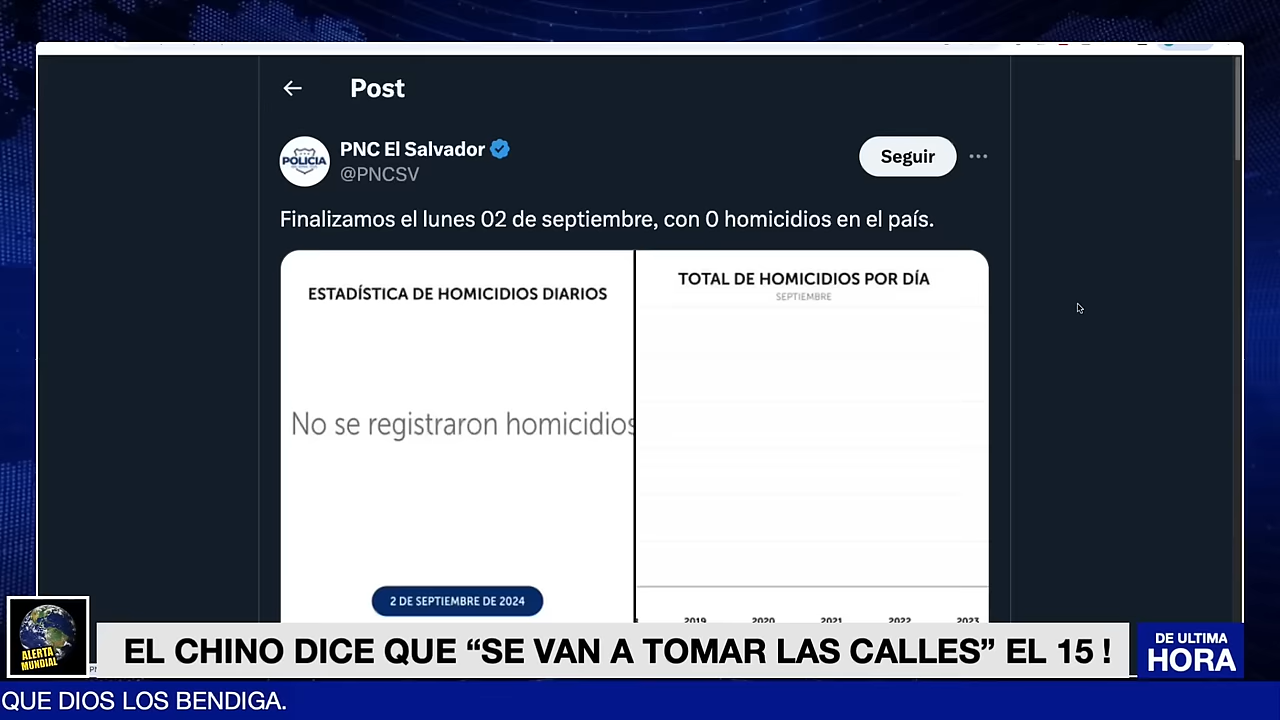 Post
PNC El Salvador
@PNCSV
Seguir
Finalizamos el lunes 02 de septiembre, con 0 homicidios en el país.
ESTADÍSTICA DE HOMICIDIOS DIARIOS
No se registraron homicidios
2 DE SEPTIEMBRE DE 2024
TOTAL DE HOMICIDIOS POR DÍA
SEPTIEMBRE
2019 2020 2021 2022 2023
POLICIA
ALERTA
MUNDIAL
EL CHINO DICE QUE “SE VAN A TOMAR LAS CALLES” EL 15 !
DE ULTIMA
HORA
QUE DIOS LOS BENDIGA.